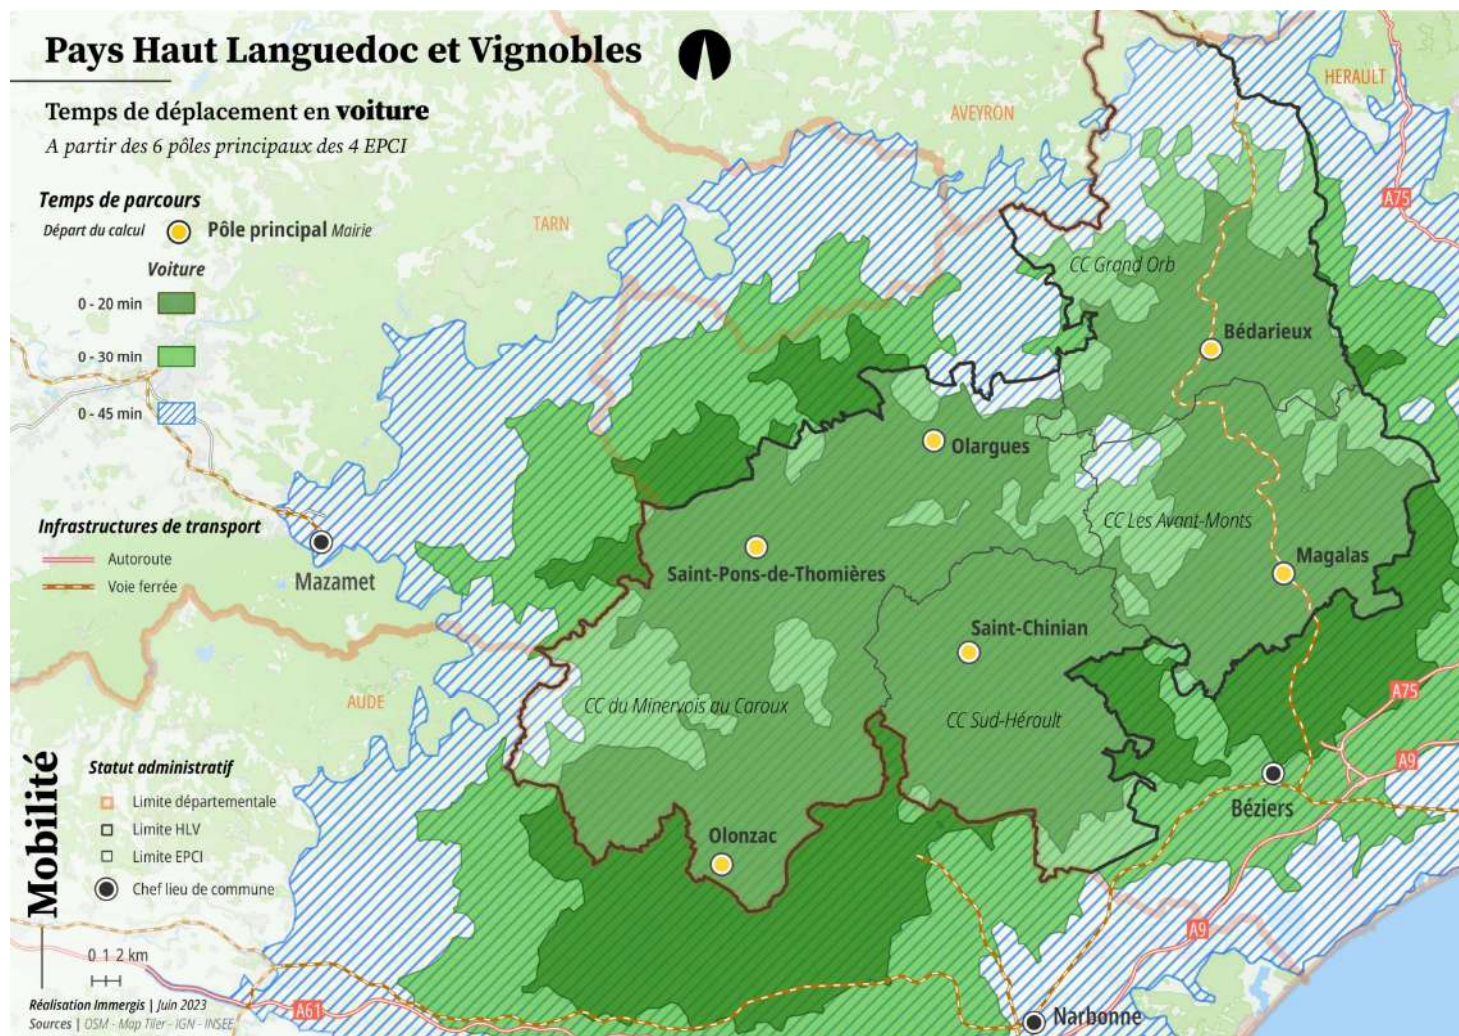 Pays Haut Languedoc et Vignobles
Temps de déplacement en voiture
A partir des 6 pôles principaux des 4 EPCI
Temps de parcours
Départ du calcul Pôle principal Mairie
Voiture
0 - 20 min
0 - 30 min
0 - 45 min
Infrastructures de transport
Autoroute
Voie ferrée
Mobilité
Statut administratif
Limite départementale
Limite HLV
Limite EPCI
Chef lieu de commune
0 1 2 km
Réalisation Immergis | Juin 2023
Sources | OSM - Map Tiler - IGN - INSEE
HERAULT
AVEYRON
A75
TARN
CC Grand Orb
Bédarieux
Olargues
CC Les Avant-Monts
Mazamet
Saint-Pons-de-Thomières
Magalas
Saint-Chinian
AUDE
CC du Minervois au Caroux
CC Sud-Hérault
A75
A9
Béziers
Olonzac
A9
A61
Narbonne